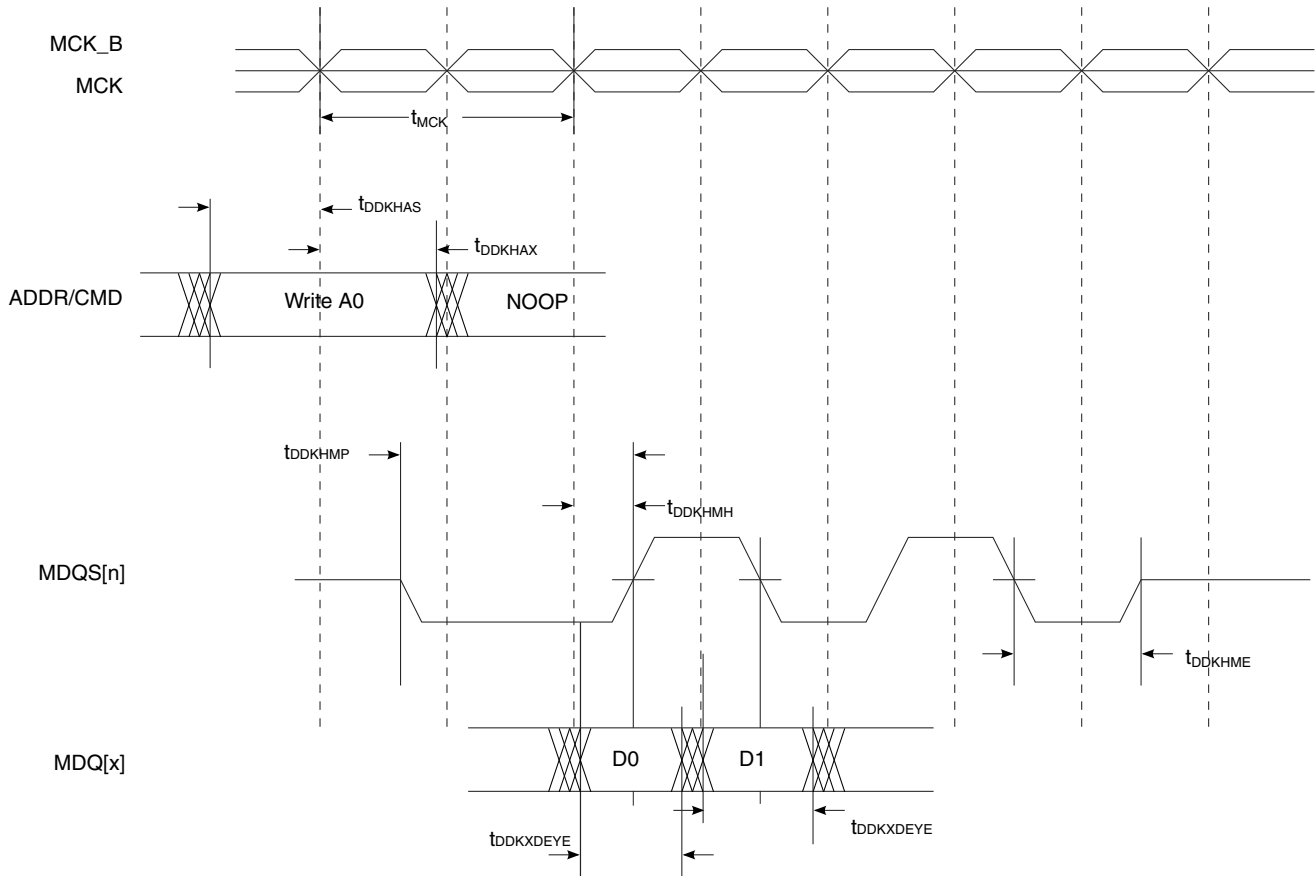 MCK_B
MCK
tMCK
tDDKHAS
tDDKHAX
ADDR/CMD
Write A0
NOOP
tDDKHMP
tDDKHMH
MDQS[n]
tDDKHME
MDQ[x]
D0
D1
tDDKXDEYE
tDDKXDEYE